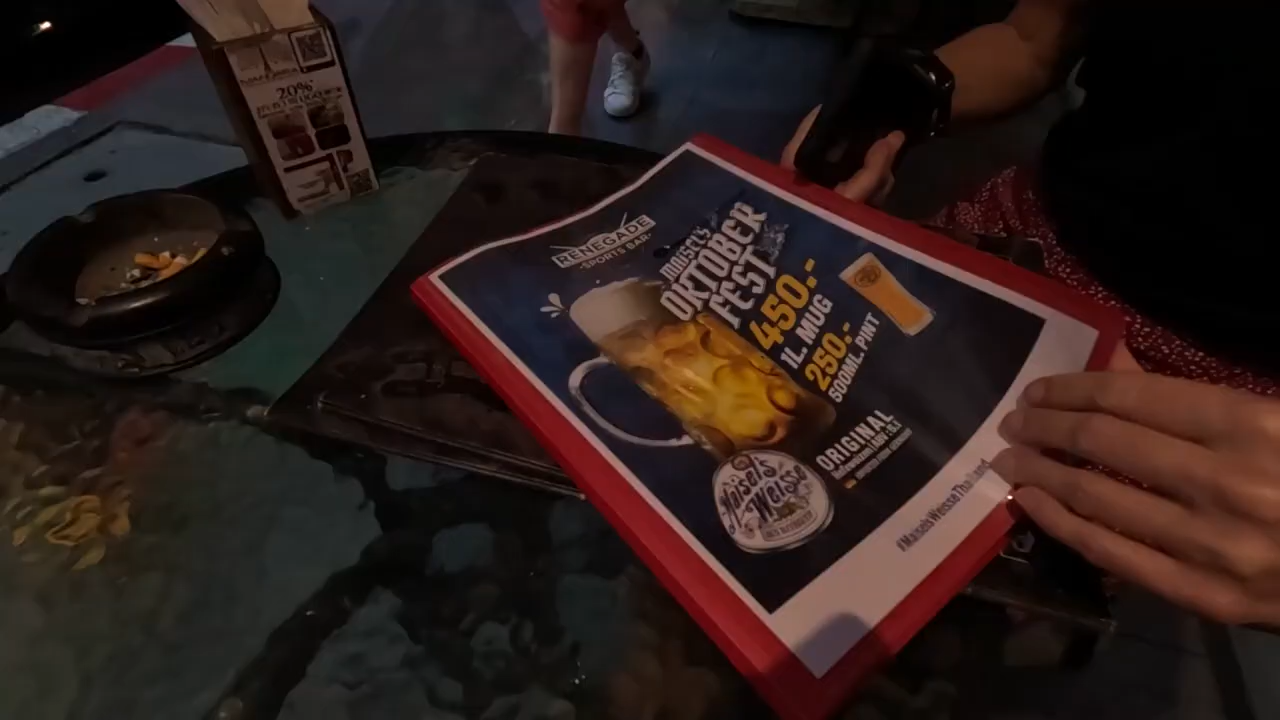 RENEGADE
·SPORTS BAR·
MAISEL'S
OKTOBER
FEST
450.-
1L. MUG
250.-
500ML. PINT
ORIGINAL
Maisel's
Weisse
#MaiselsWeisseThailand
20%